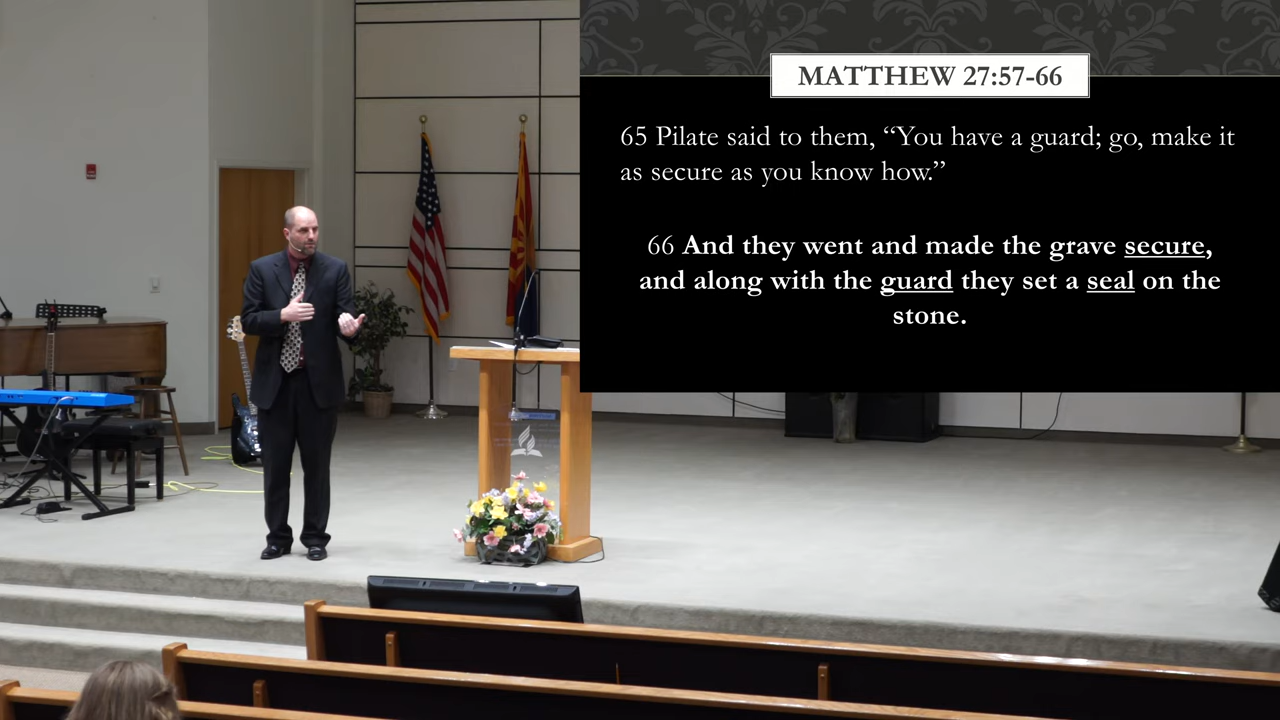 MATTHEW 27:57-66
65 Pilate said to them, “You have a guard; go, make it
as secure as you know how.”
66 And they went and made the grave secure,
and along with the guard they set a seal on the
stone.